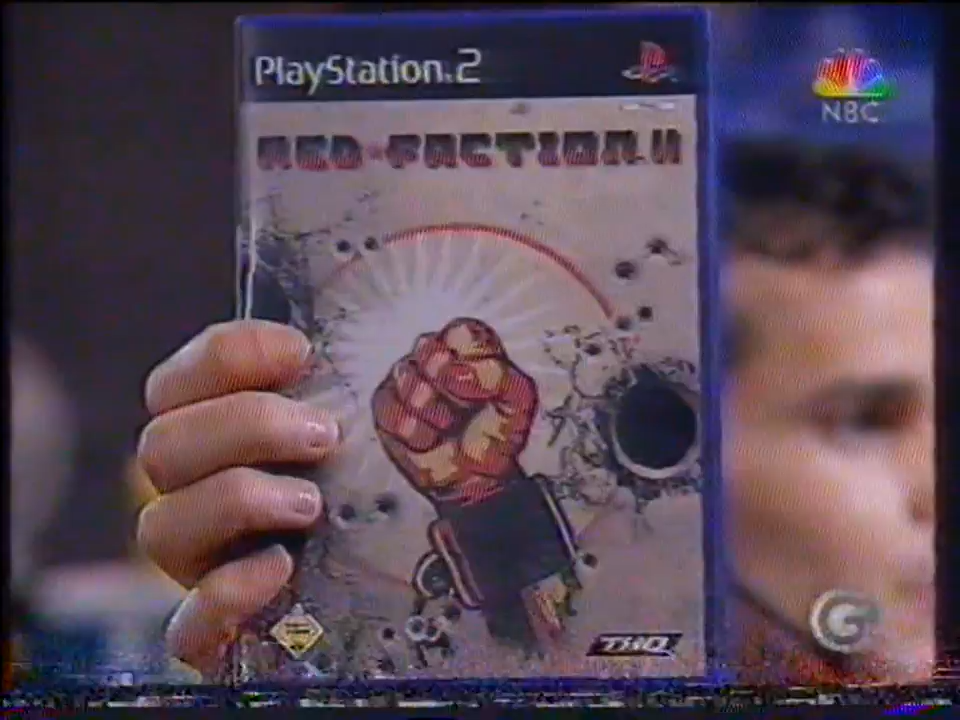 PlayStation.2
NBC
RED FACTION. II
THQ
G